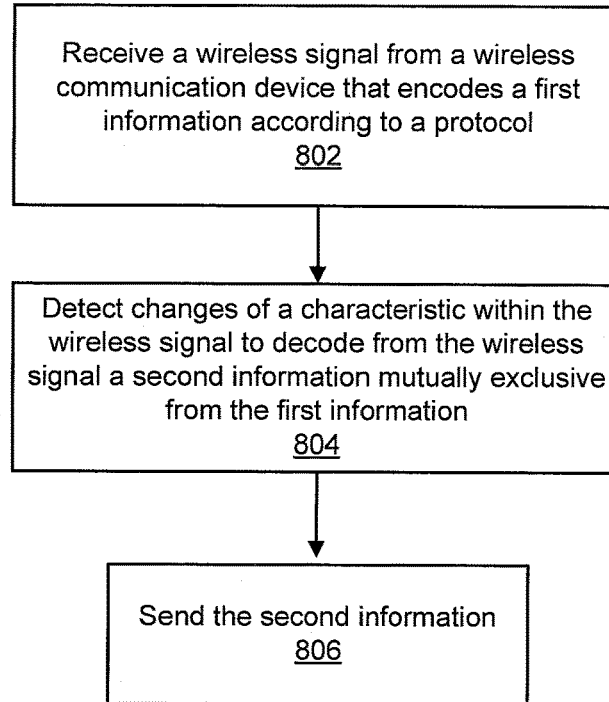 Receive a wireless signal from a wireless
communication device that encodes a first
information according to a protocol
802
Detect changes of a characteristic within the
wireless signal to decode from the wireless
signal a second information mutually exclusive
from the first information
804
Send the second information
806